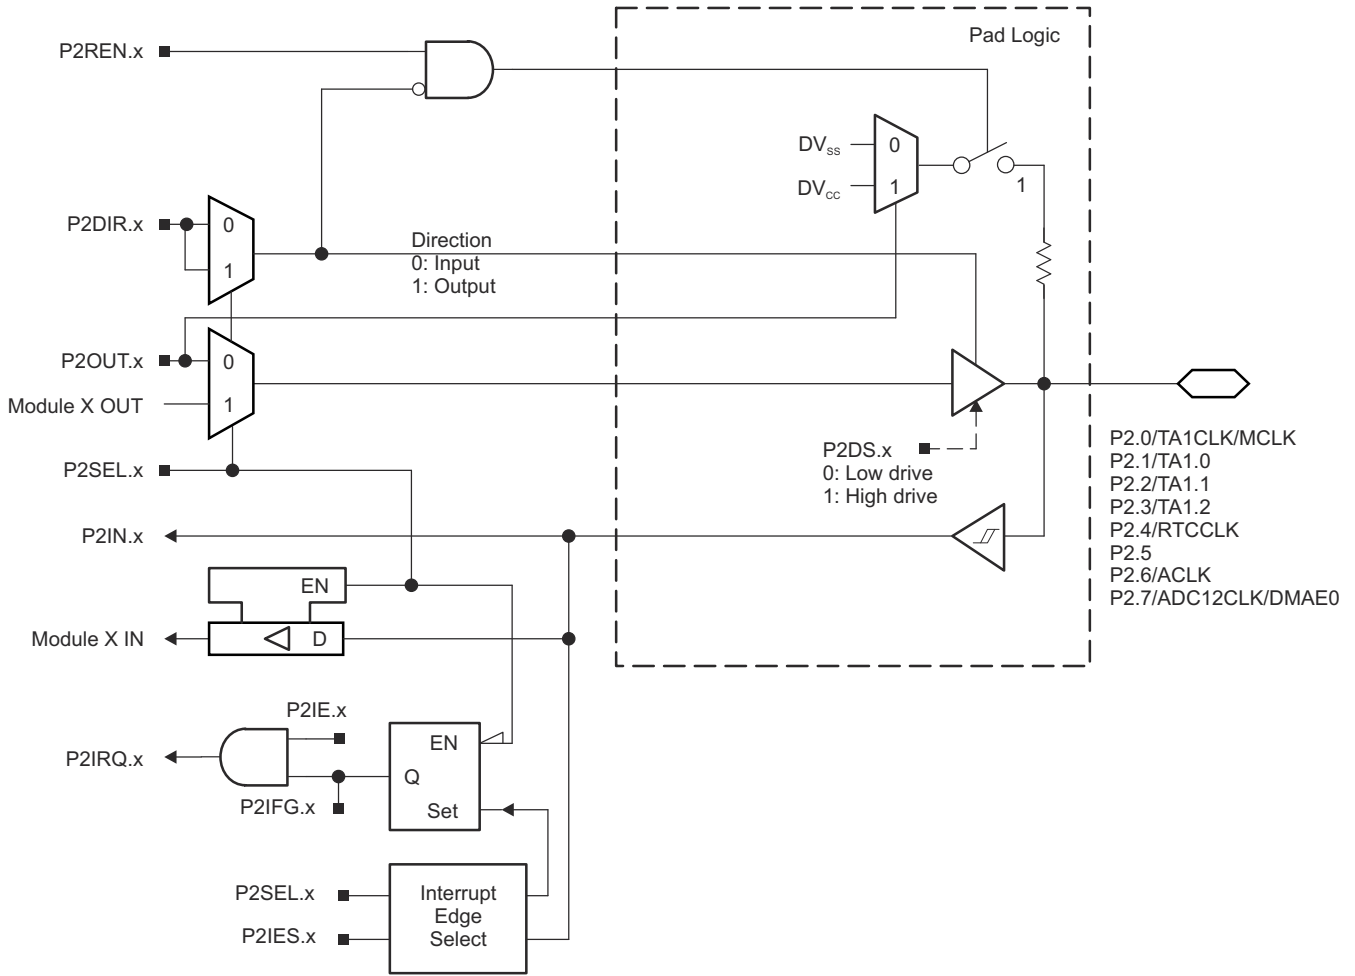 Pad Logic
P2REN.x
DVSS
0
DVCC
1
1
P2DIR.x
0
1
Direction
0: Input
1: Output
P2OUT.x
0
Module X OUT
1
P2SEL.x
P2DS.x
0: Low drive
1: High drive
P2.0/TA1CLK/MCLK
P2.1/TA1.0
P2.2/TA1.1
P2.3/TA1.2
P2.4/RTCCLK
P2.5
P2.6/ACLK
P2.7/ADC12CLK/DMAE0
P2IN.x
EN
Module X IN
D
P2IE.x
P2IRQ.x
EN
Q
P2IFG.x
Set
P2SEL.x
P2IES.x
Interrupt
Edge
Select